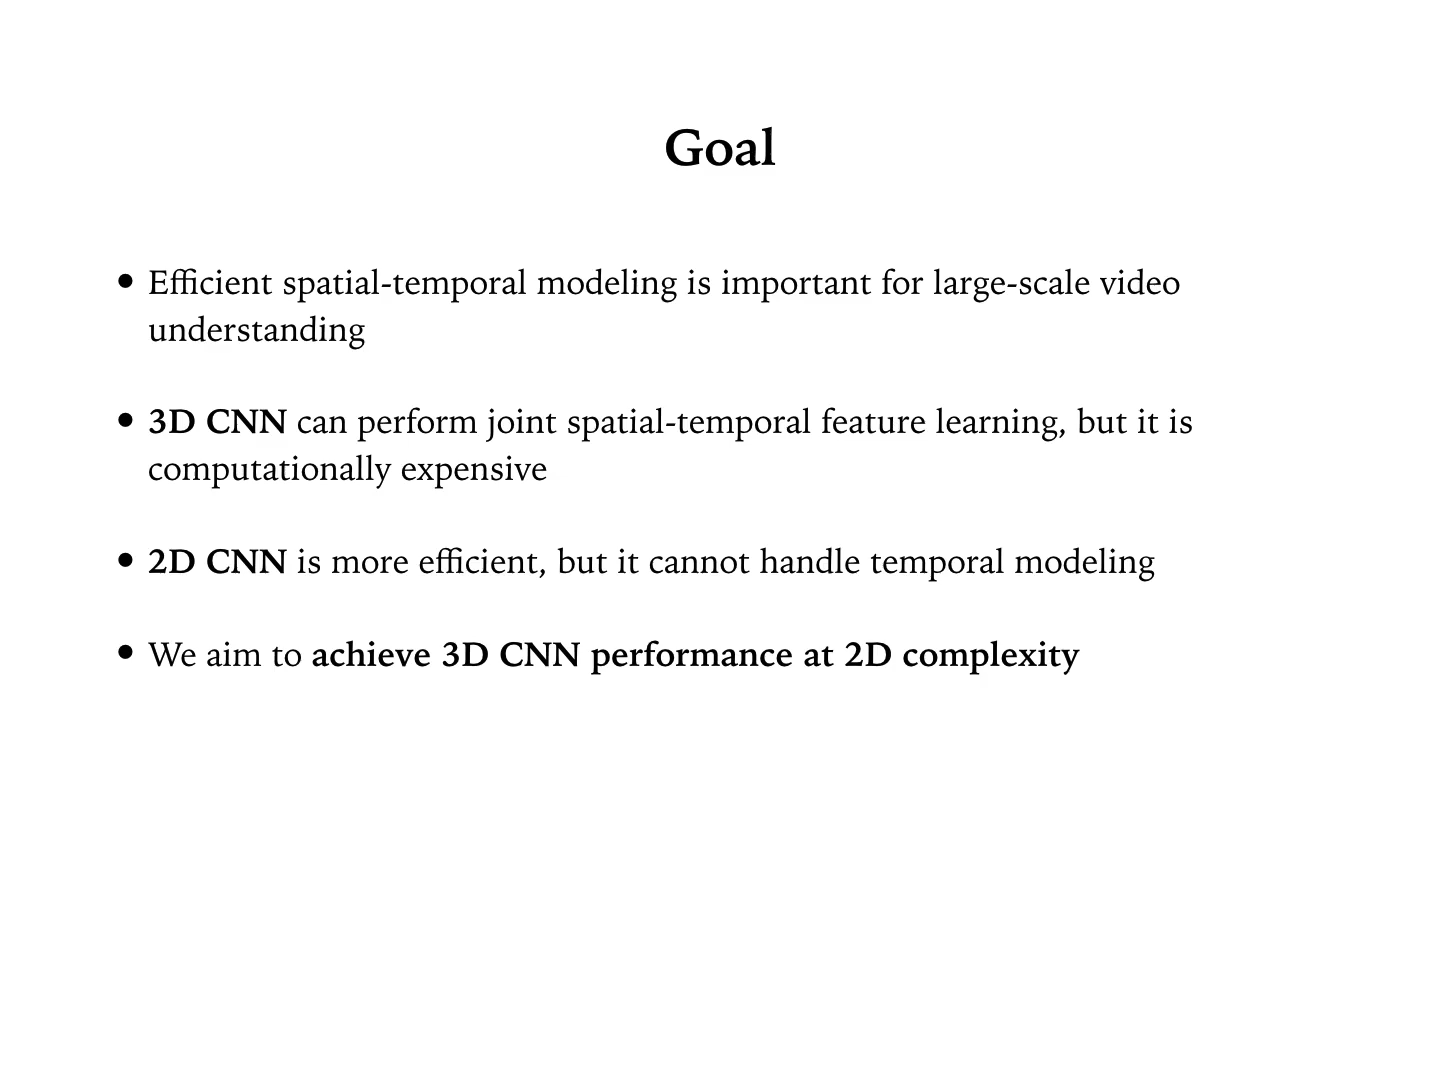 Goal
• Efficient spatial-temporal modeling is important for large-scale video
understanding
• 3D CNN can perform joint spatial-temporal feature learning, but it is
computationally expensive
• 2D CNN is more efficient, but it cannot handle temporal modeling
• We aim to achieve 3D CNN performance at 2D complexity